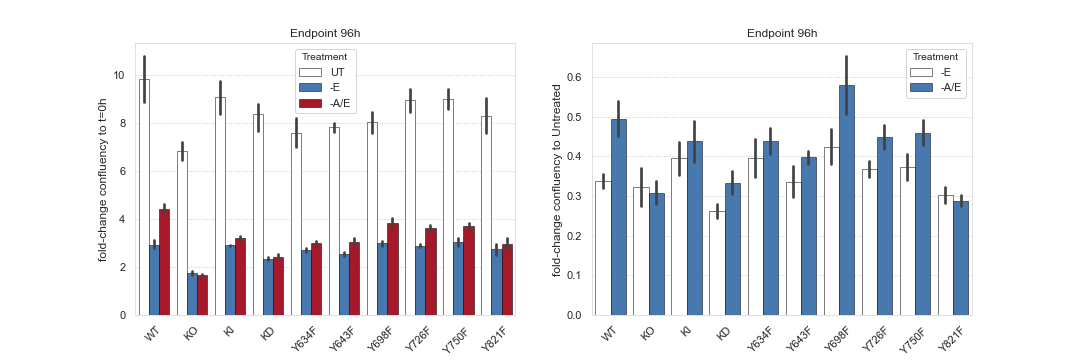 Endpoint 96h
fold-change confluency to t=0h
10
8
6
4
2
0
Treatment
UT
-E
-A/E
WT
KO
KI
KD
Y634F
Y643F
Y698F
Y726F
Y750F
Y821F
Endpoint 96h
fold-change confluency to Untreated
0.6
0.5
0.4
0.3
0.2
0.1
0.0
Treatment
-E
-A/E
WT
KO
KI
KD
Y634F
Y643F
Y698F
Y726F
Y750F
Y821F